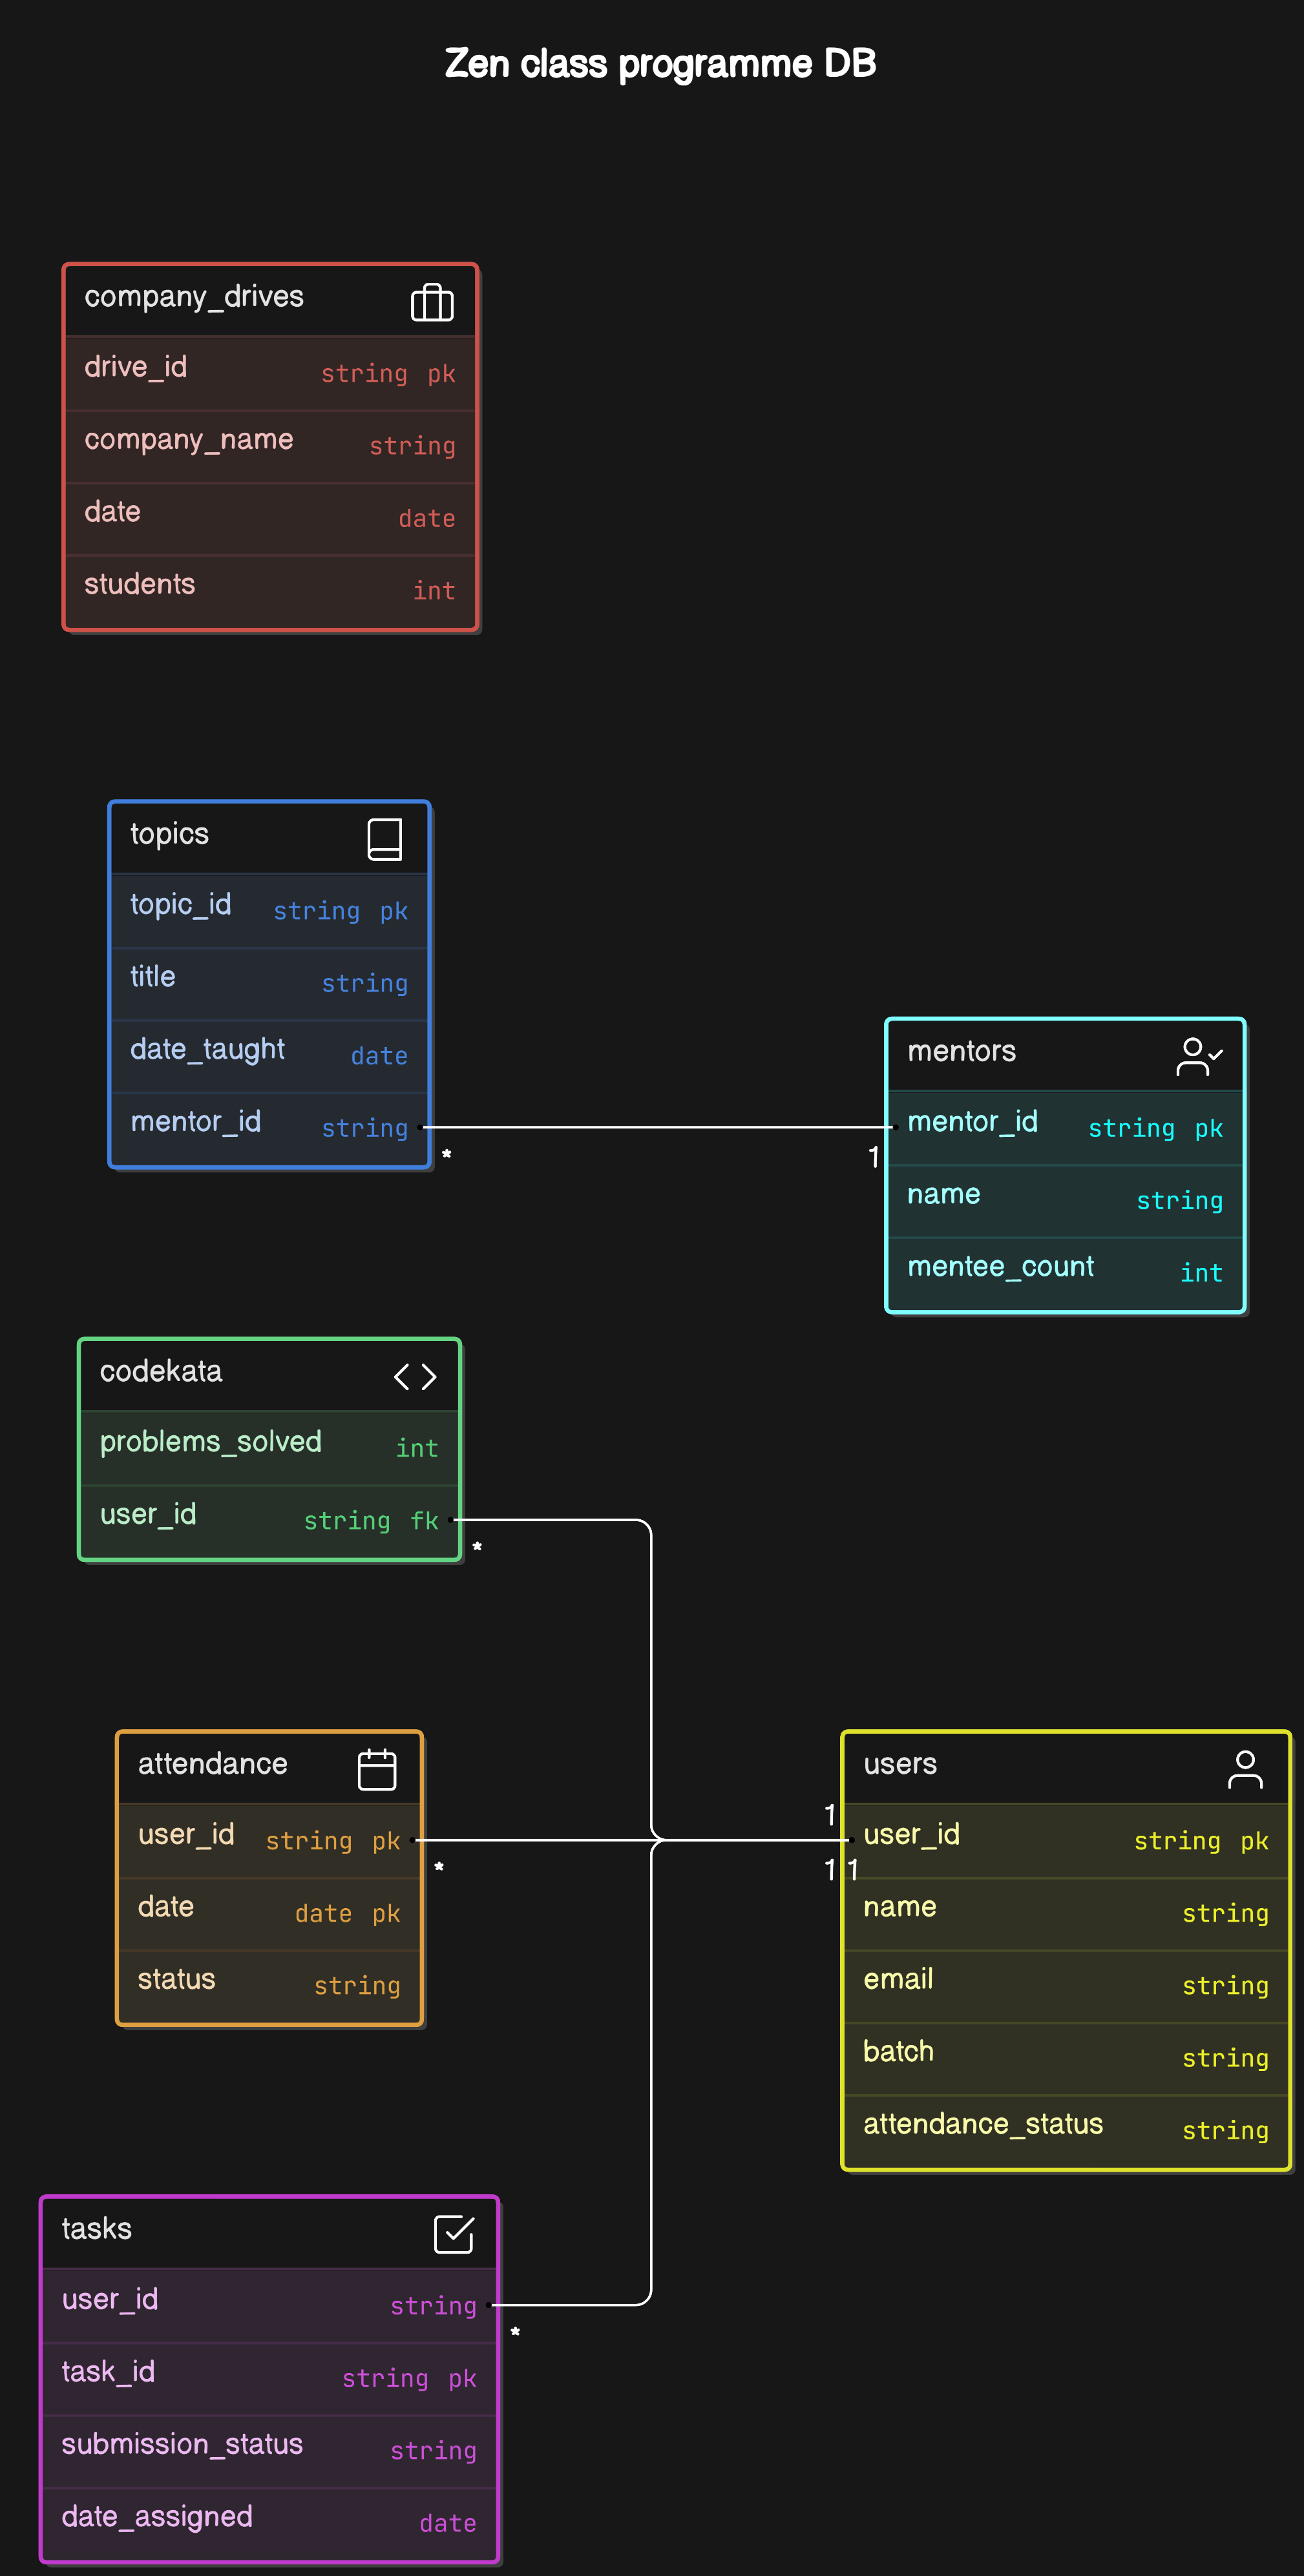 Zen class programme DB
company_drives
drive_id string pk
company_name string
date date
students int
topics
topic_id string pk
title string
date_taught date
mentor_id string
*
1
mentors
mentor_id string pk
name string
mentee_count int
codekata
problems_solved int
user_id string fk
*
attendance
user_id string pk
*
date date pk
status string
users
1
user_id string pk
1 1
name string
email string
batch string
attendance_status string
tasks
user_id string
*
task_id string pk
submission_status string
date_assigned date